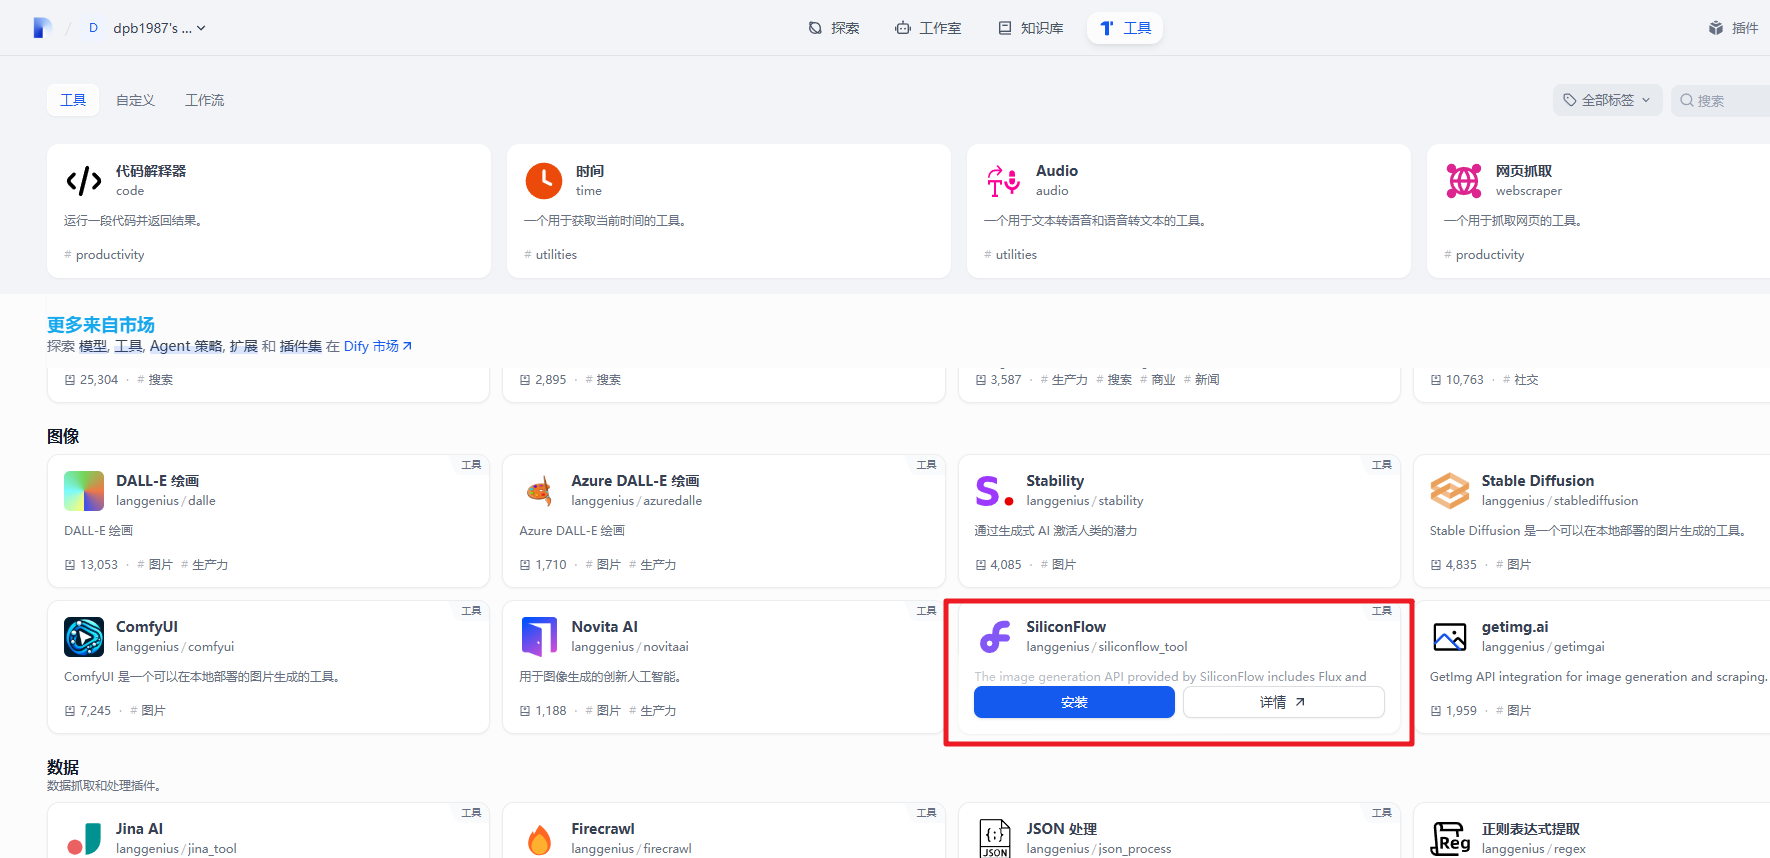 D dpb1987's ...
探索 工作室 知识库 工具 插件
工具 自定义 工作流
全部标签 搜索
代码解释器
code
运行一段代码并返回结果。
# productivity
时间
time
一个用于获取当前时间的工具。
# utilities
Audio
audio
一个用于文本转语音和语音转文本的工具。
# utilities
网页抓取
webscraper
一个用于抓取网页的工具。
# productivity
更多来自市场
探索 模型, 工具, Agent 策略, 扩展 和 插件集 在 Dify 市场
25,304 · # 搜索
2,895 · # 搜索
3,587 · # 生产力 # 搜索 # 商业 # 新闻
10,763 · # 社交
图像
工具
DALL-E 绘画
langgenius / dalle
DALL-E 绘画
13,053 · # 图片 # 生产力
工具
Azure DALL-E 绘画
langgenius / azuredalle
Azure DALL-E 绘画
1,710 · # 图片 # 生产力
工具
Stability
langgenius / stability
通过生成式 AI 激活人类的潜力
4,085 · # 图片
Stable Diffusion
langgenius / stablediffusion
Stable Diffusion 是一个可以在本地部署的图片生成的工具。
4,835 · # 图片
工具
ComfyUI
langgenius / comfyui
ComfyUI 是一个可以在本地部署的图片生成的工具。
7,245 · # 图片
工具
Novita AI
langgenius / novitaai
用于图像生成的创新人工智能。
1,188 · # 图片 # 生产力
工具
SiliconFlow
langgenius / siliconflow_tool
The image generation API provided by SiliconFlow includes Flux and
安装 详情
getimg.ai
langgenius / getimgai
GetImg API integration for image generation and scraping.
1,959 · # 图片
数据
数据抓取和处理插件。
工具
Jina AI
langgenius / jina_tool
工具
Firecrawl
langgenius / firecrawl
工具
JSON
JSON 处理
langgenius / json_process
Reg
正则表达式提取
langgenius / regex